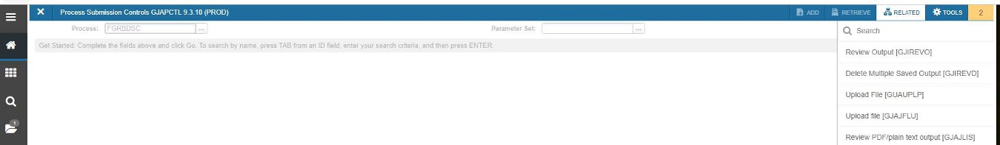 Process Submission Controls GJAPCTL 9.3.10 (PROD)
ADD RETRIEVE RELATED TOOLS 2
Process: FGRBDSC ... Parameter Set: ...
Search
Get Started: Complete the fields above and click Go. To search by name, press TAB from an ID field, enter your search criteria, and then press ENTER.
Review Output [GJIREVO]
Delete Multiple Saved Output [GJIREVD]
Upload File [GUAUPLP]
Upload file [GJAJFLU]
1
Review PDF/plain text output [GJAJLIS]